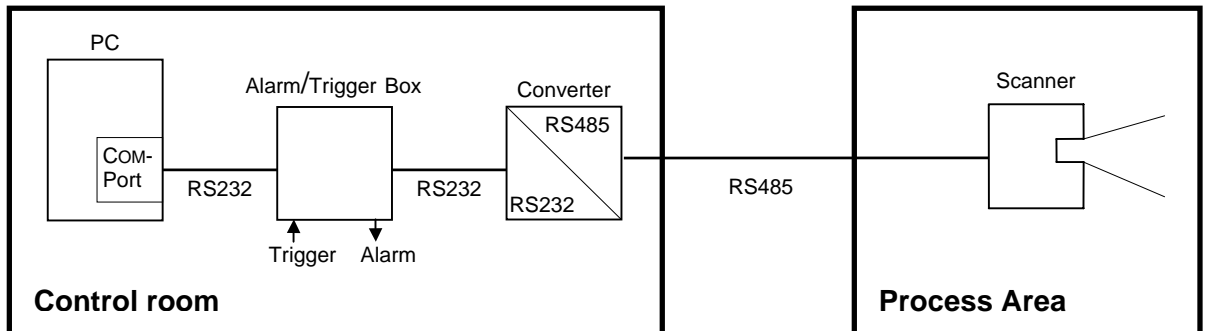 PC
Alarm/Trigger Box
Converter
Scanner
RS485
COM-
Port
RS232
RS232
RS232
RS485
Trigger
Alarm
Control room
Process Area